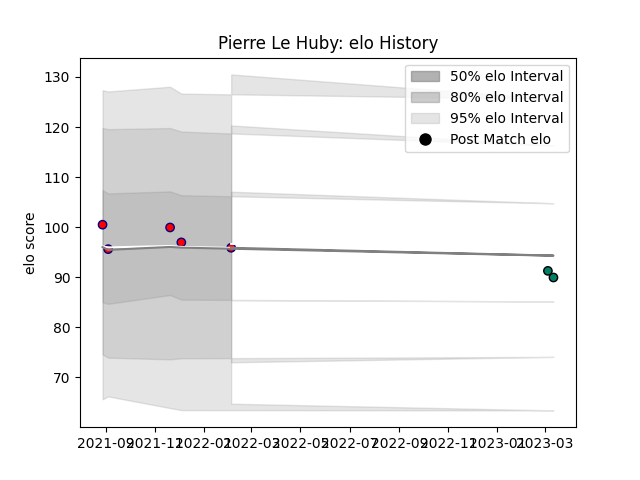 Pierre Le Huby: elo History
130
120
110
100
90
80
70
elo score
50% elo Interval
80% elo Interval
95% elo Interval
Post Match elo
2021-09 2021-11 2022-01 2022-03 2022-05 2022-07 2022-09 2022-11 2023-01 2023-03